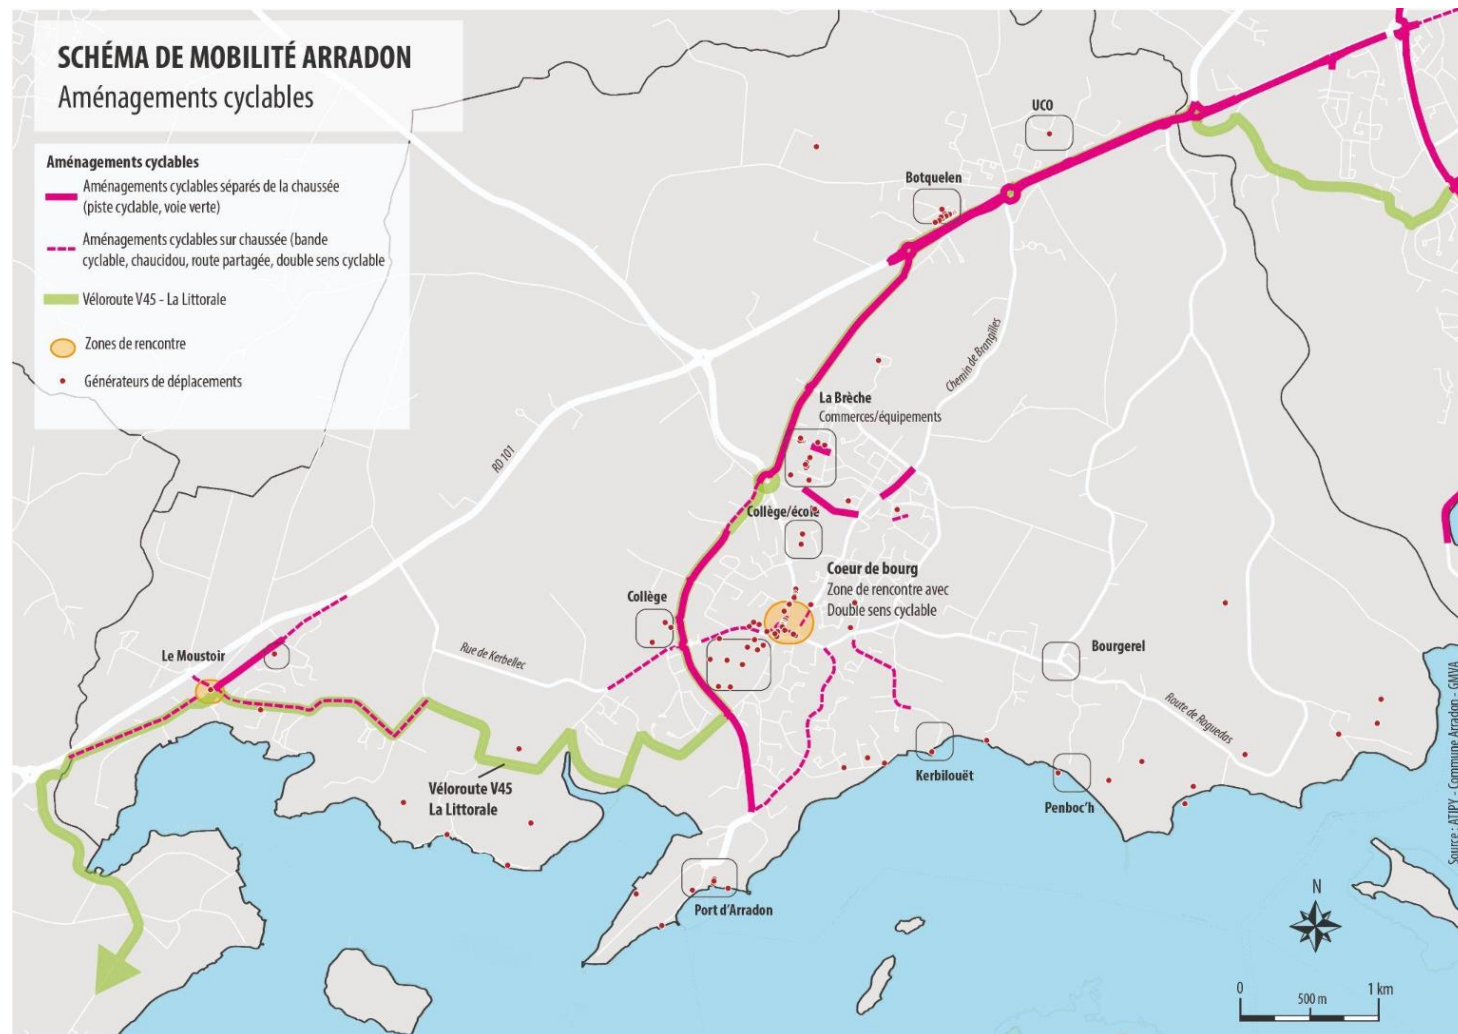 SCHÉMA DE MOBILITÉ ARRADON
Aménagements cyclables
Aménagements cyclables
Aménagements cyclables séparés de la chaussée
(piste cyclable, voie verte)
Aménagements cyclables sur chaussée (bande
cyclable, chaucidou, route partagée, double sens cyclable
Véloroute V45 - La Littorale
Zones de rencontre
Générateurs de déplacements
UCO
Botquelen
Chemin de Brangilles
La Brèche
Commerces/équipements
RD 101
Collège/école
Coeur de bourg
Zone de rencontre avec
Double sens cyclable
Collège
Le Moustoir
Rue de Kerbellec
Bourgerel
Route de Roguedas
Véloroute V45
La Littorale
Kerbilouët
Penboc'h
Port d'Arradon
Source : ATIPY - Commune Arradon - GMVA
N
0
500 m
1 km